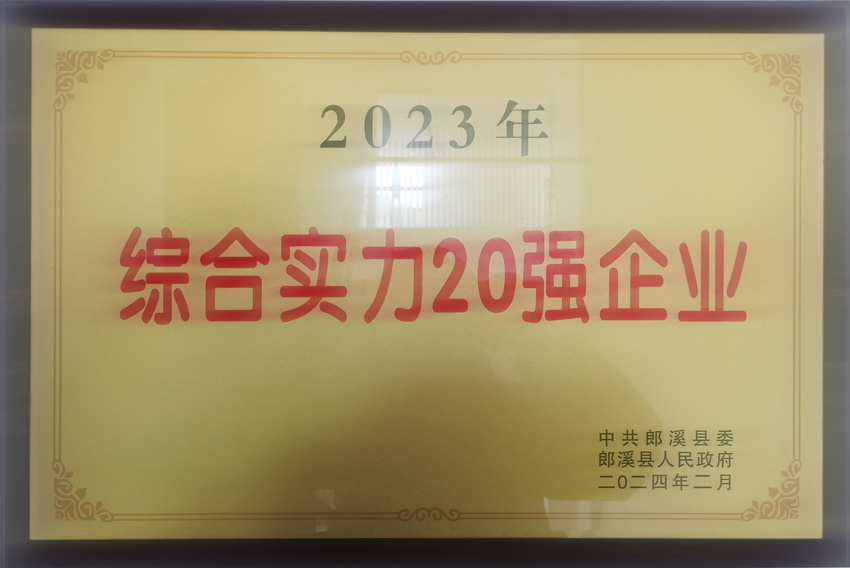 2023年
综合实力20强企业
中共郎溪县委
郎溪县人民政府
二〇二四年二月